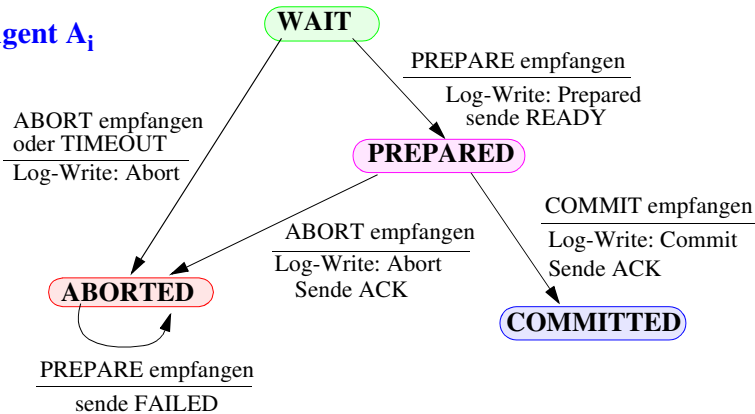 WAIT
gent Aᵢ
PREPARE empfangen
Log-Write: Prepared
sende READY
ABORT empfangen
oder TIMEOUT
Log-Write: Abort
PREPARED
COMMIT empfangen
Log-Write: Commit
Sende ACK
ABORT empfangen
Log-Write: Abort
Sende ACK
ABORTED
COMMITTED
PREPARE empfangen
sende FAILED